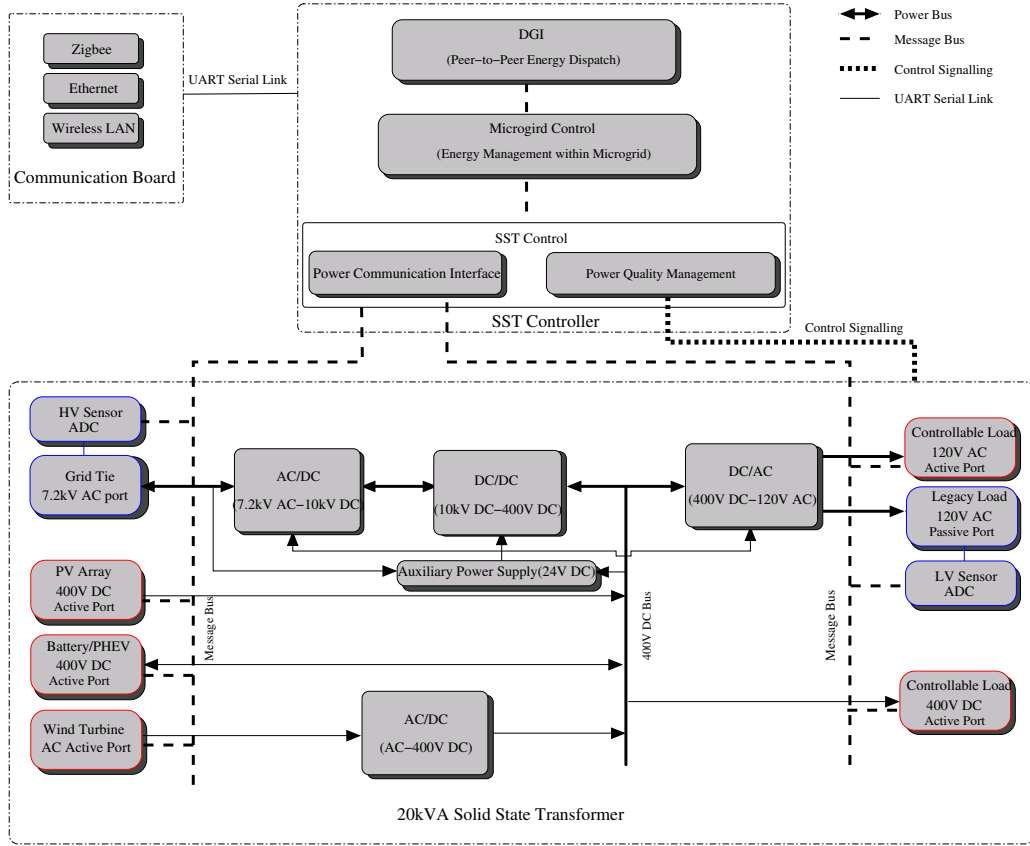 Zigbee
Ethernet
Wireless LAN
Communication Board
UART Serial Link
DGI
(Peer−to−Peer Energy Dispatch)
Microgird Control
(Energy Management within Microgrid)
SST Control
Power Communication Interface
Power Quality Management
SST Controller
Power Bus
Message Bus
Control Signalling
UART Serial Link
Control Signalling
HV Sensor
ADC
Grid Tie
7.2kV AC port
AC/DC
(7.2kV AC−10kV DC)
DC/DC
(10kV DC−400V DC)
DC/AC
(400V DC−120V AC)
Controllable Load
120V AC
Active Port
Legacy Load
120V AC
Passive Port
LV Sensor
ADC
Auxiliary Power Supply(24V DC)
PV Array
400V DC
Active Port
Message Bus
400V DC Bus
Message Bus
Battery/PHEV
400V DC
Active Port
Controllable Load
400V DC
Active Port
Wind Turbine
AC Active Port
AC/DC
(AC−400V DC)
20kVA Solid State Transformer